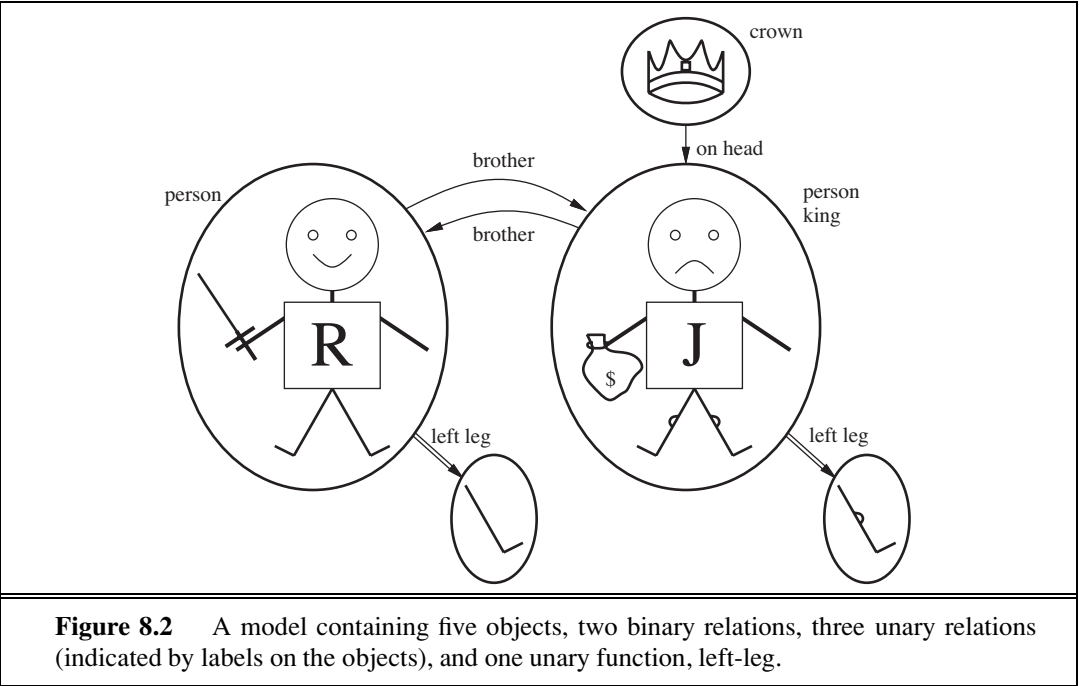 crown
on head
brother
person
person
king
brother
R
J
$
left leg
left leg
Figure 8.2 A model containing five objects, two binary relations, three unary relations
(indicated by labels on the objects), and one unary function, left-leg.